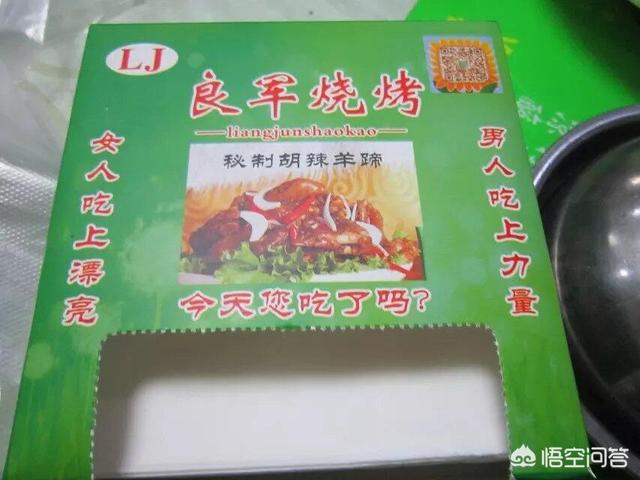 LJ
良军烧烤
liangjunshaokao
秘制胡辣羊蹄
女人吃上漂亮
男人吃上力量
今天您吃了吗?
悟空问答